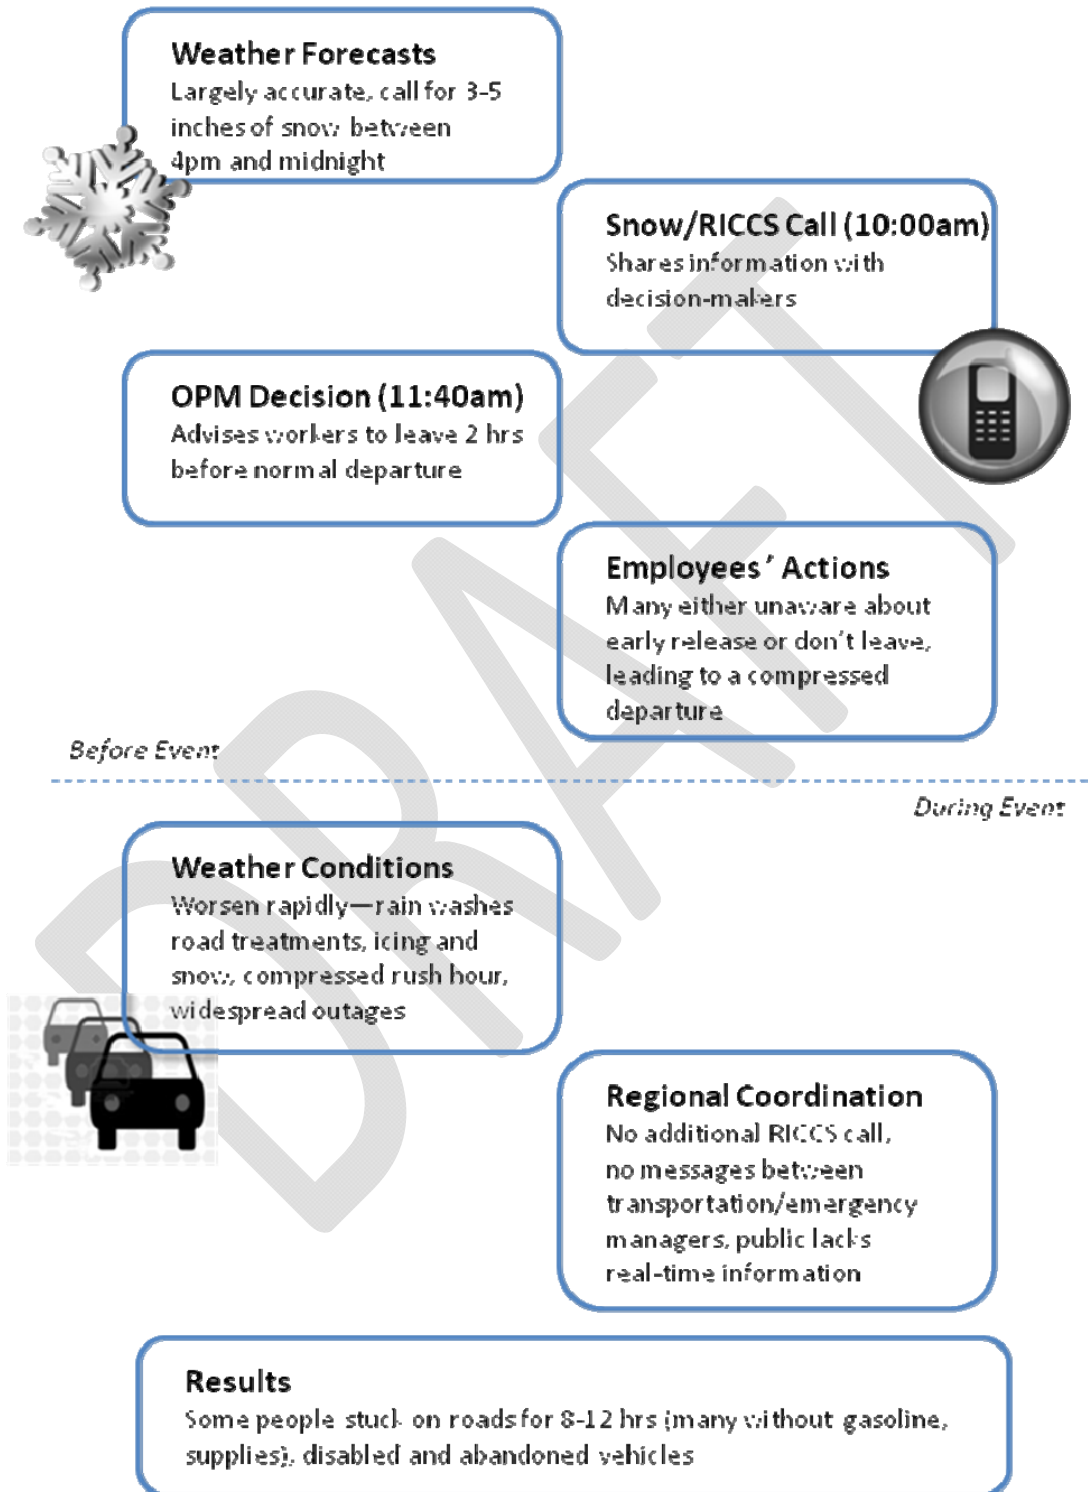 Weather Forecasts
Largely accurate, call for 3-5
inches of snow between
4pm and midnight
Snow/RICCS Call (10:00am)
Shares information with
decision-makers
OPM Decision (11:40am)
Advises workers to leave 2 hrs
before normal departure
Employees’ Actions
Many either unaware about
early release or don’t leave,
leading to a compressed
departure
Before Event
During Event
Weather Conditions
Worsen rapidly—rain washes
road treatments, icing and
snow, compressed rush hour,
widespread outages
Regional Coordination
No additional RICCS call,
no messages between
transportation/emergency
managers, public lacks
real-time information
Results
Some people stuck on roads for 8-12 hrs (many without gasoline,
supplies), disabled and abandoned vehicles
DRAFT